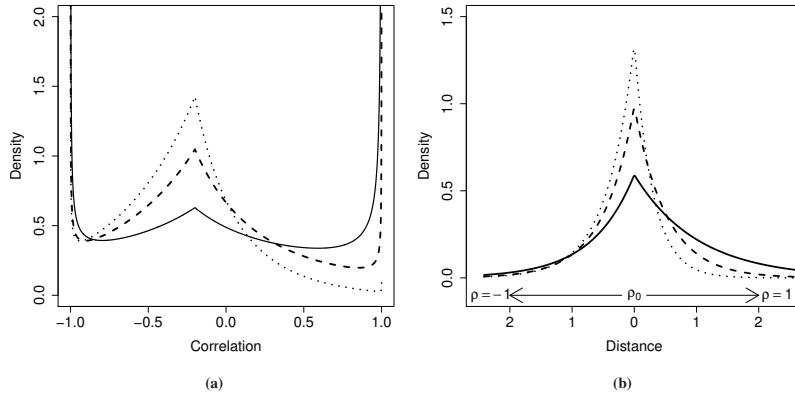 2.0
1.5
1.0
0.5
0.0
Density
−1.0 −0.5 0.0 0.5 1.0
Correlation
(a)
1.5
1.0
0.5
0.0
Density
ρ = − 1 ρ0 ρ = 1
2 1 0 1 2
Distance
(b)